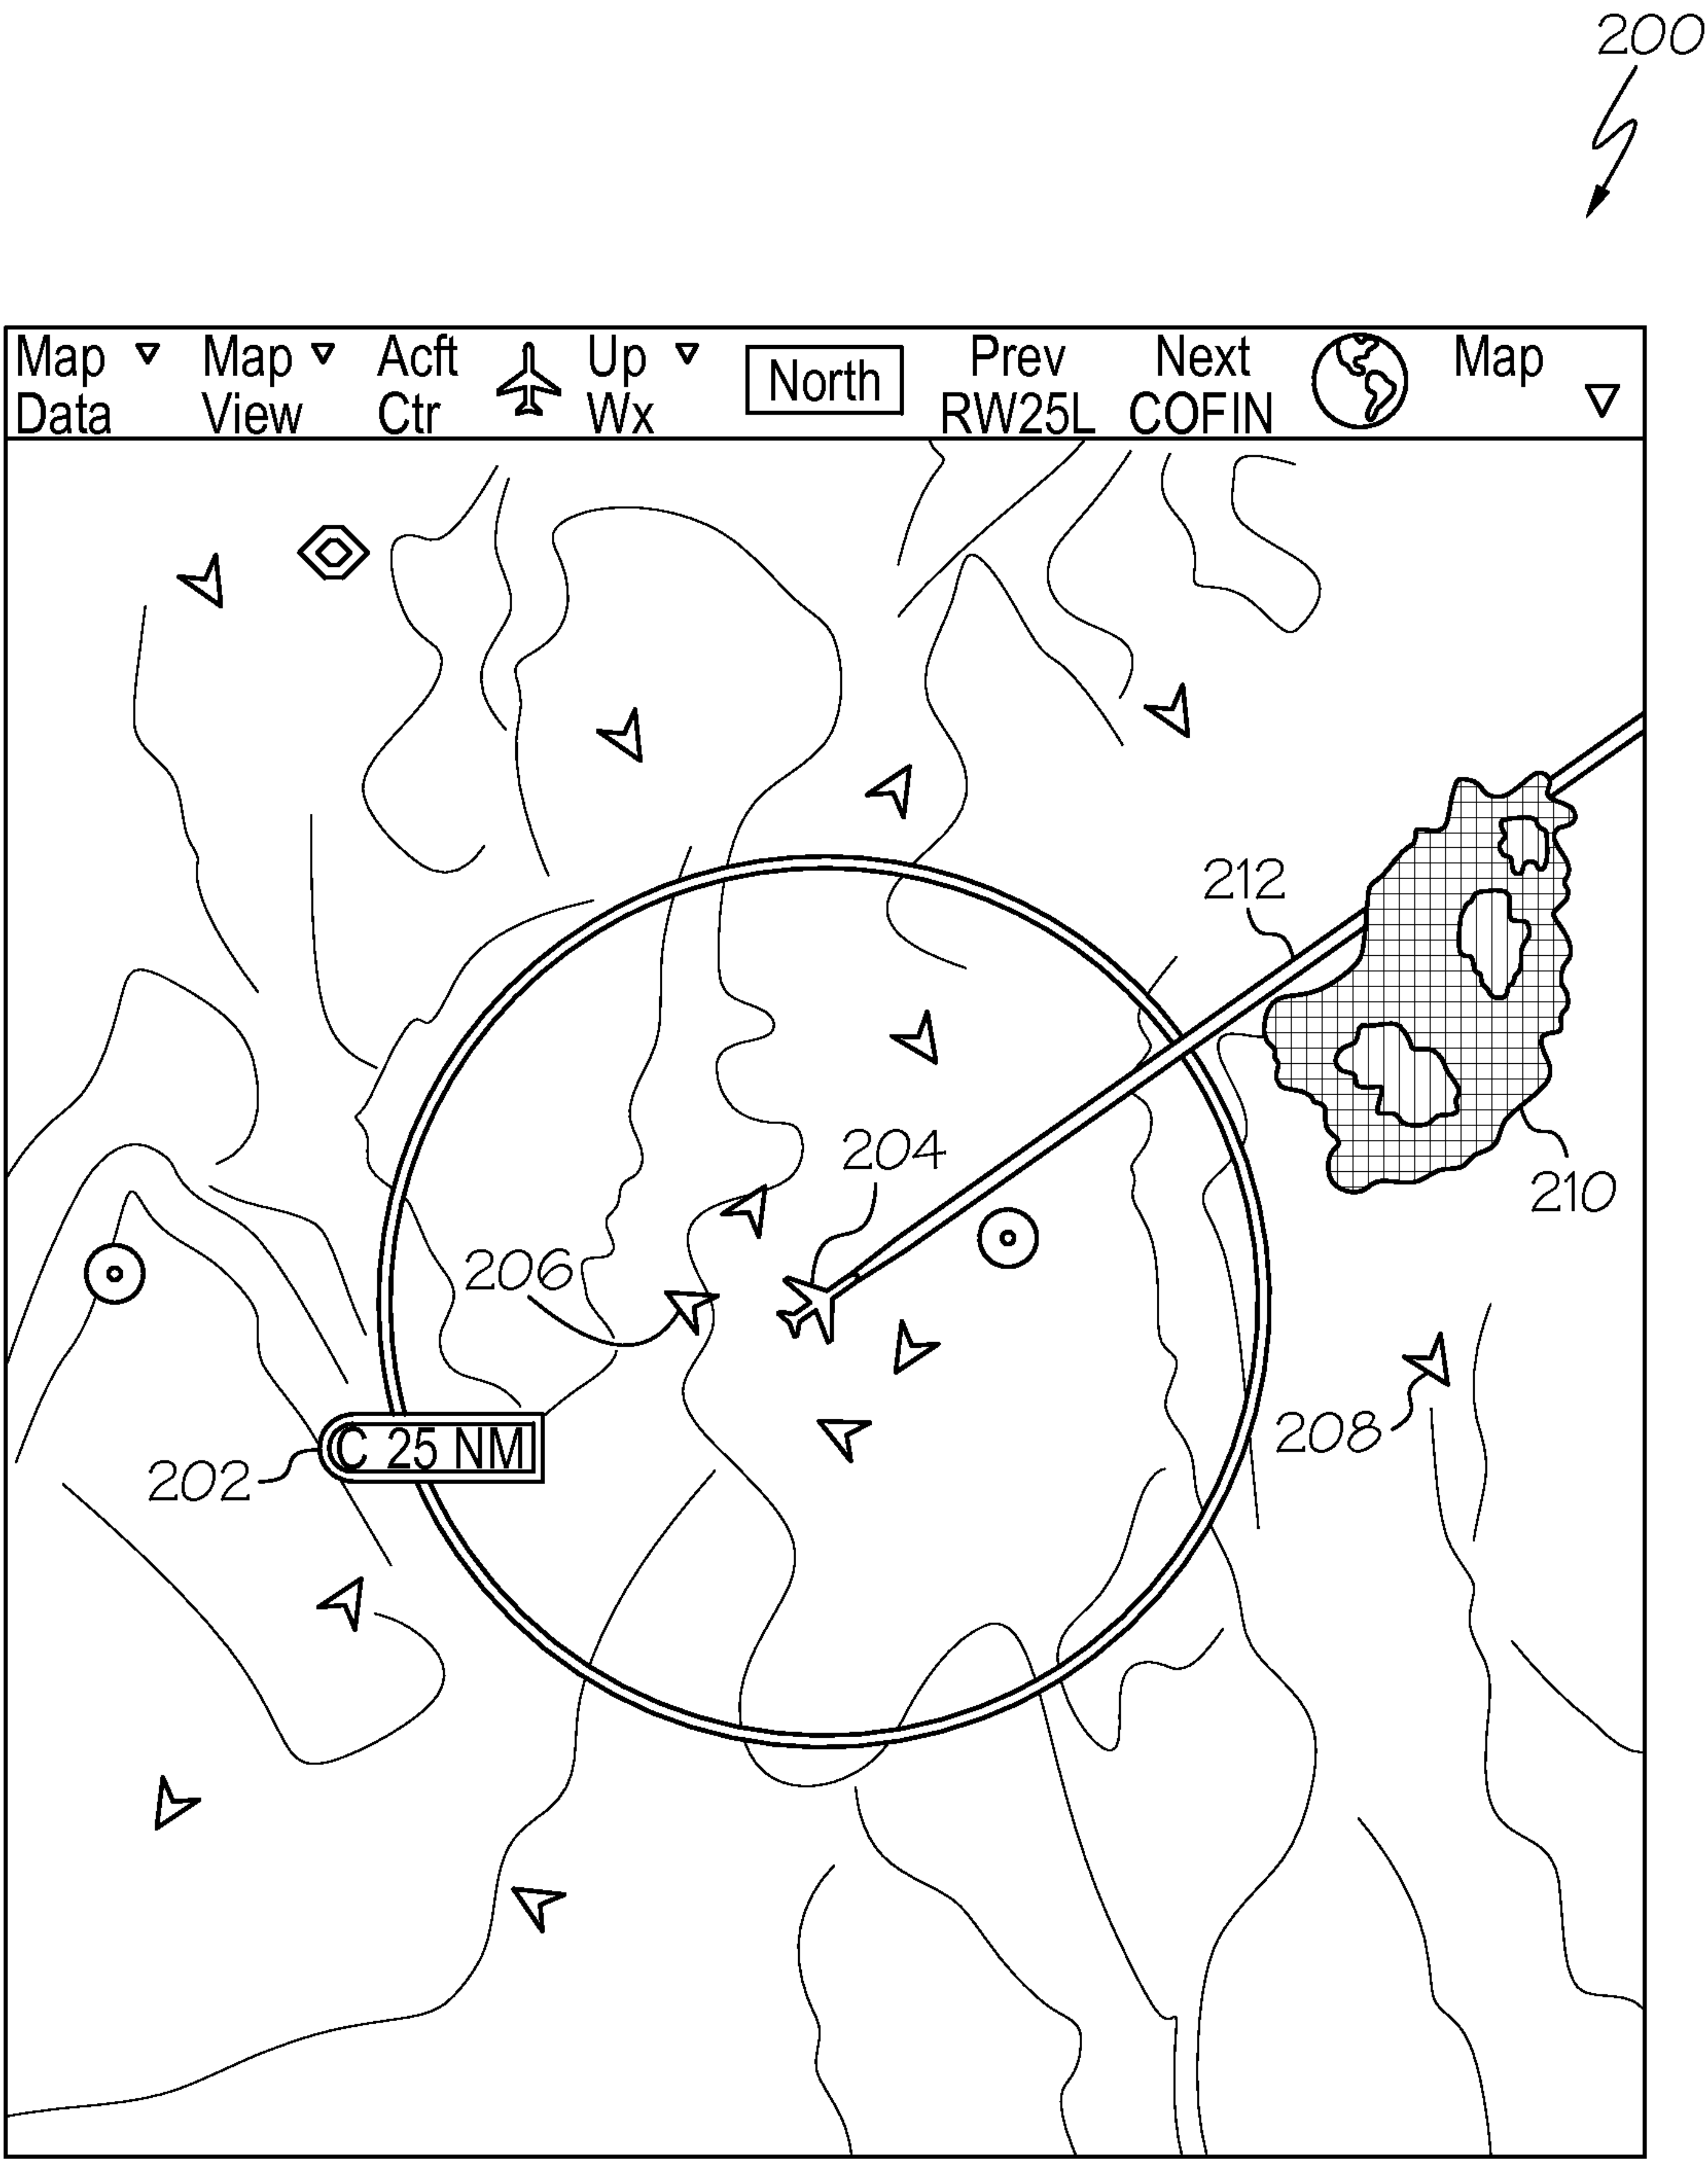 200
Map Map Acft Up North Prev Next Map
Data View Ctr Wx RW25L COFIN
212
204
210
206
208
C 25 NM
202